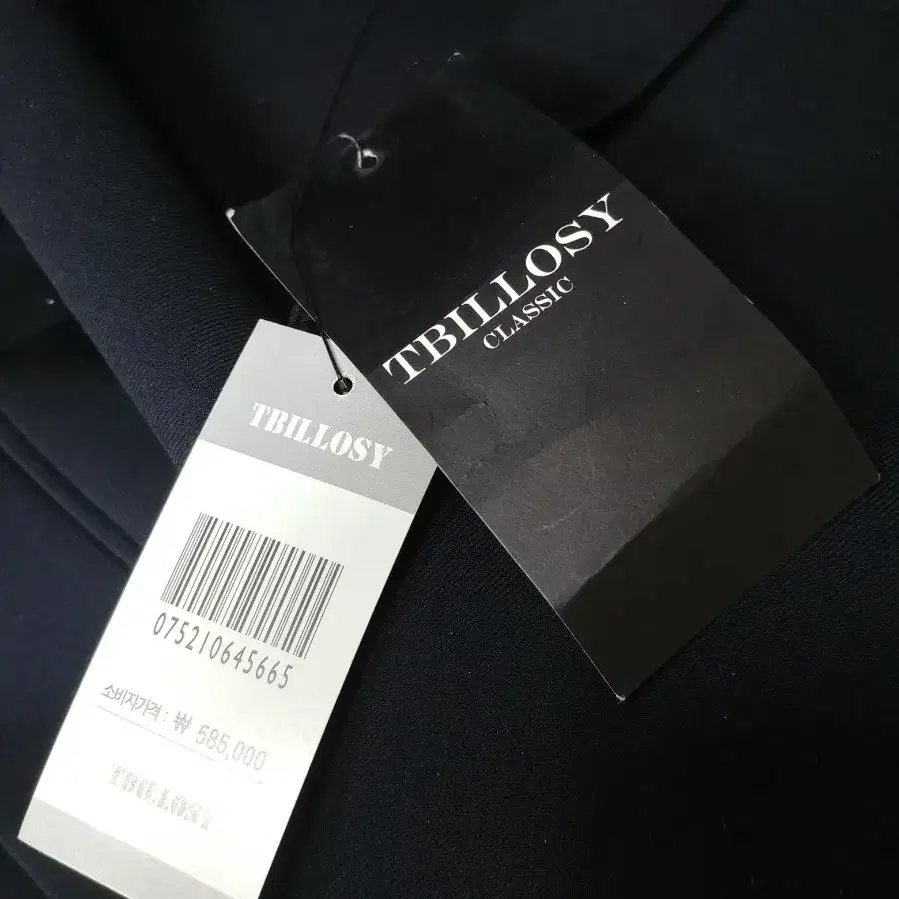 TBILLOSY
CLASSIC
TBILLOSY
075210645665
소비자가격 : ₩ 585,000
TBILLOSY